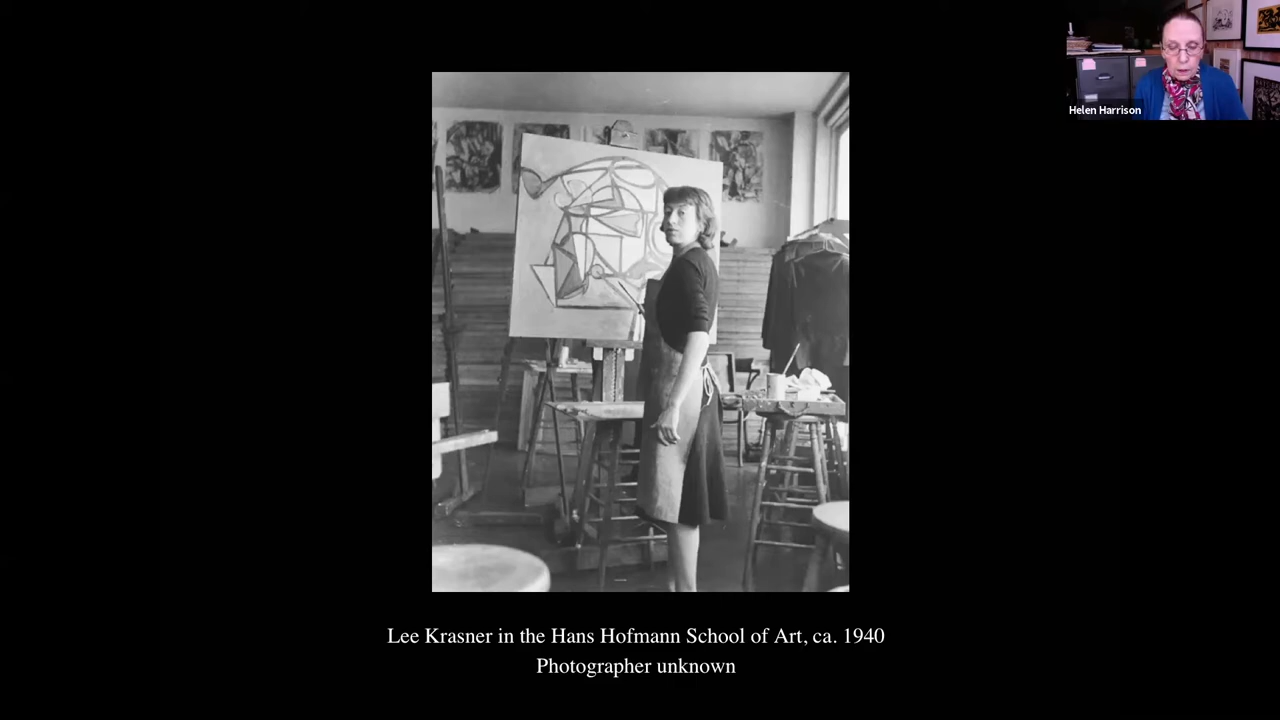 Helen Harrison
Lee Krasner in the Hans Hofmann School of Art, ca. 1940
Photographer unknown